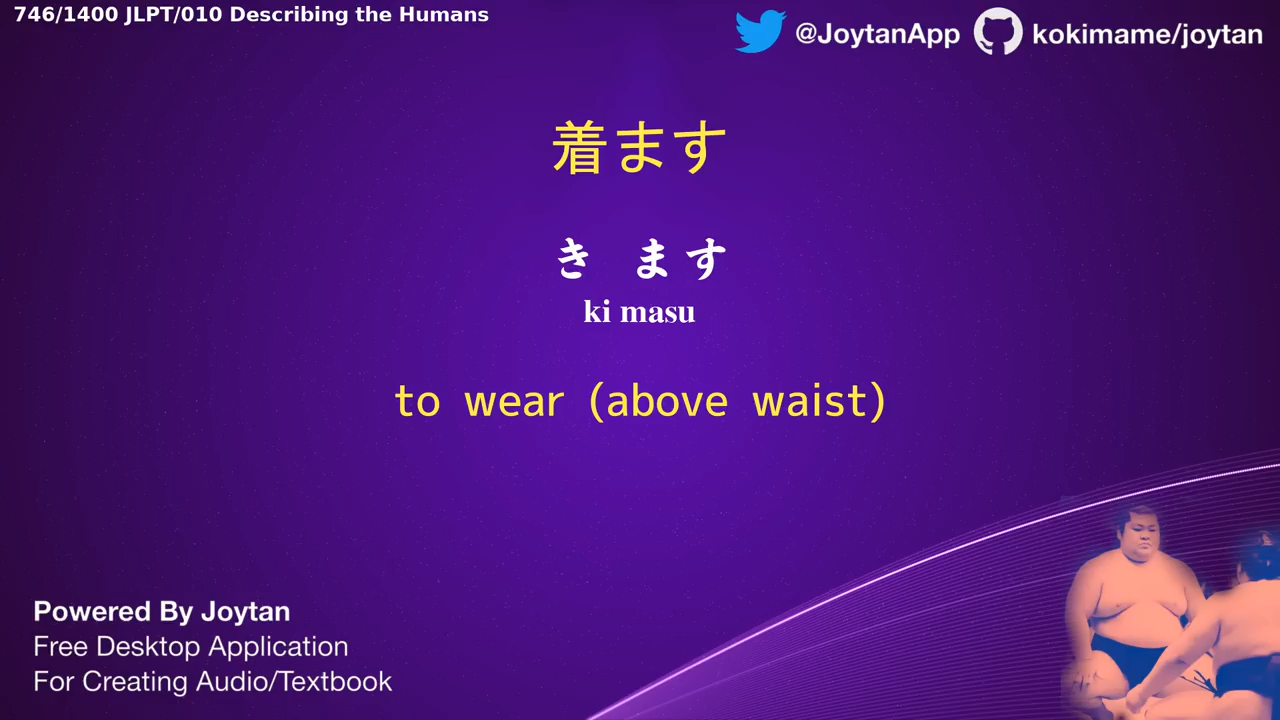 746/1400 JLPT/010 Describing the Humans
@JoytanApp kokimame/joytan
着ます
き ます
ki masu
to wear (above waist)
Powered By Joytan
Free Desktop Application
For Creating Audio/Textbook